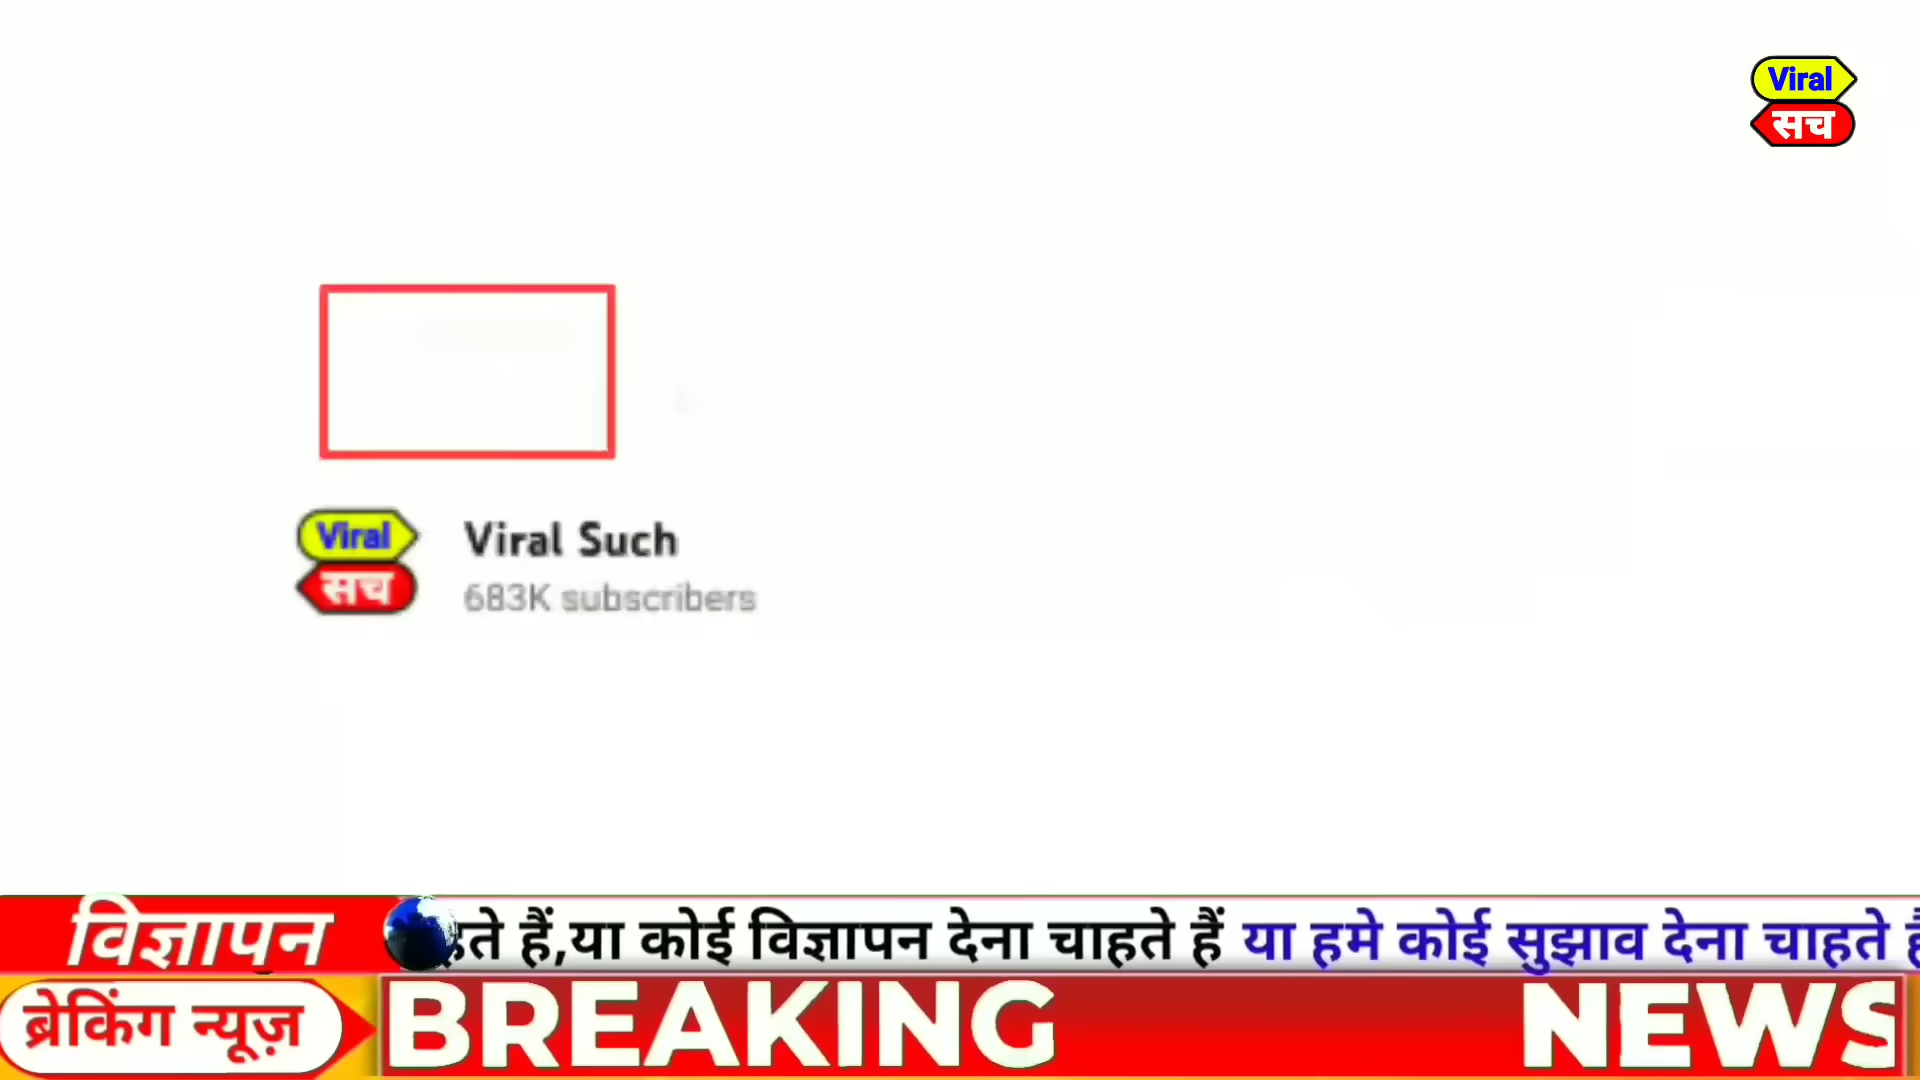 Viral
सच
Viral
सच
Viral Such
683K subscribers
विज्ञापन
हैं,या कोई विज्ञापन देना चाहते हैं या हमे कोई सुझाव देना चाहते
ब्रेकिंग न्यूज़
BREAKING NEWS